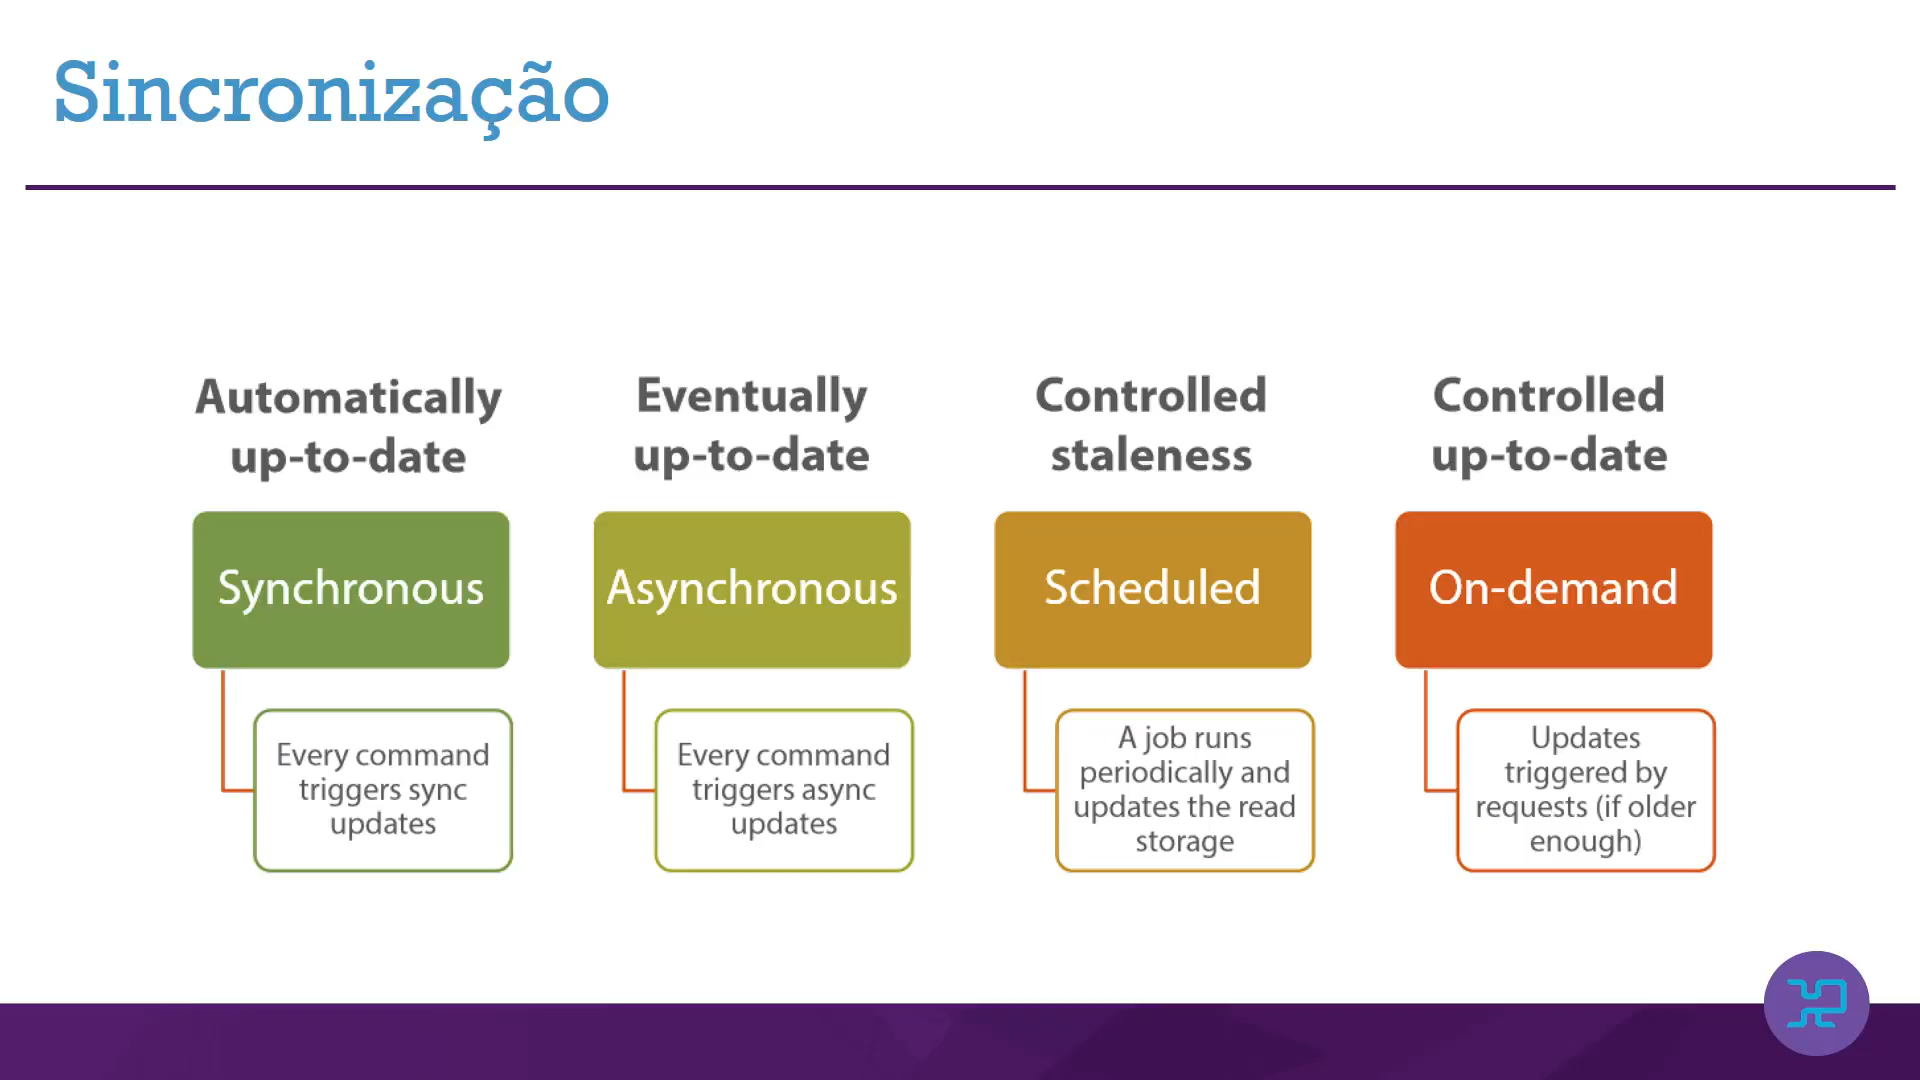 Sincronização
Automatically
up-to-date
Synchronous
Every command
triggers sync
updates
Eventually
up-to-date
Asynchronous
Every command
triggers async
updates
Controlled
staleness
Scheduled
A job runs
periodically and
updates the read
storage
Controlled
up-to-date
On-demand
Updates
triggered by
requests (if older
enough)